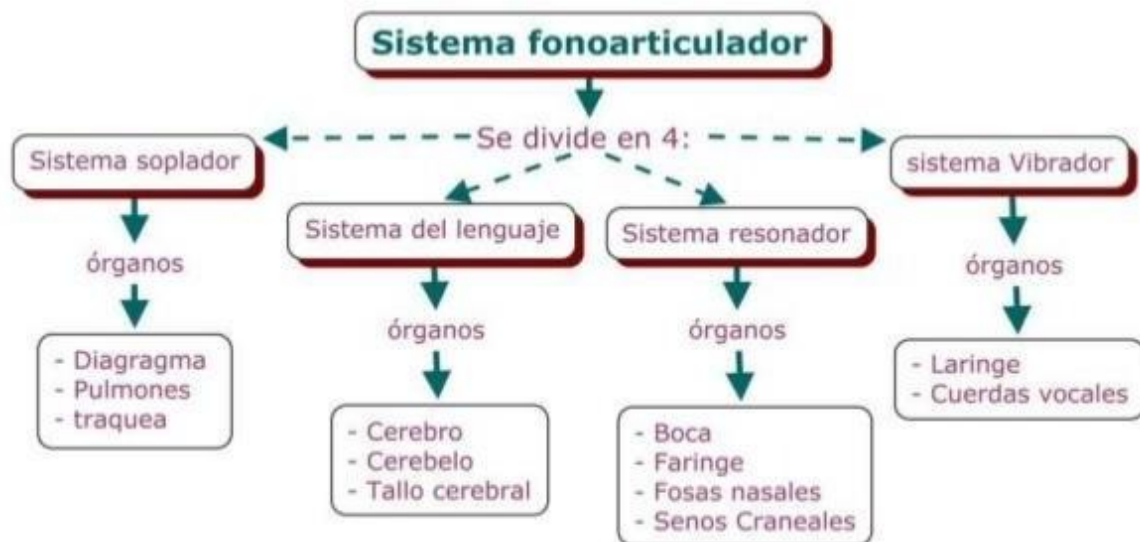 Sistema fonoarticulador
Se divide en 4:
Sistema soplador
órganos
- Diagragma
- Pulmones
- traquea
Sistema del lenguaje
órganos
- Cerebro
- Cerebelo
- Tallo cerebral
Sistema resonador
órganos
- Boca
- Faringe
- Fosas nasales
- Senos Craneales
sistema Vibrador
órganos
- Laringe
- Cuerdas vocales